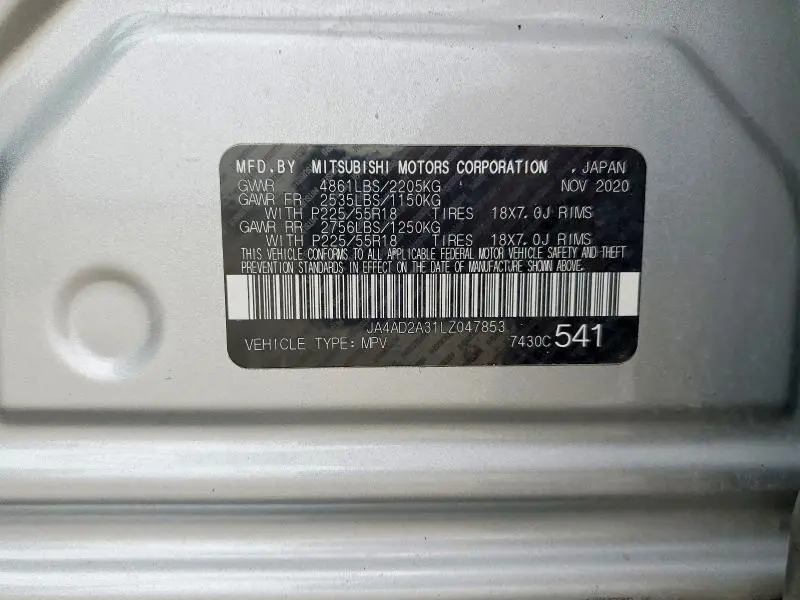 MFD.BY MITSUBISHI MOTORS CORPORATION , JAPAN
GVWR 4861LBS/2205KG NOV 2020
GAWR FR 2535LBS/1150KG
WITH P225/55R18 TIRES 18X7.0J RIMS
GAWR RR 2756LBS/1250KG
WITH P225/55R18 TIRES 18X7.0J RIMS
THIS VEHICLE CONFORMS TO ALL APPLICABLE FEDERAL MOTOR VEHICLE SAFETY AND THEFT
PREVENTION STANDARDS IN EFFECT ON THE DATE OF MANUFACTURE SHOWN ABOVE.
JA4AD2A31LZ047853
VEHICLE TYPE: MPV 7430C 541